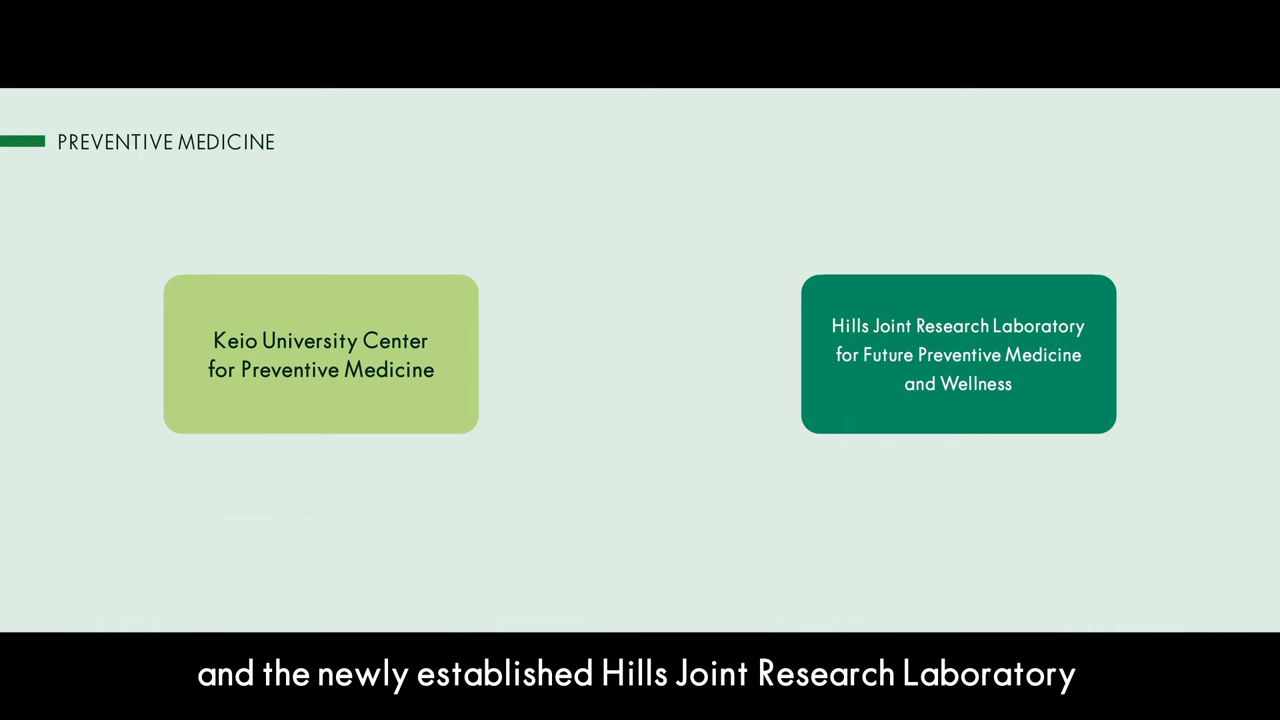 PREVENTIVE MEDICINE
Keio University Center
for Preventive Medicine
Hills Joint Research Laboratory
for Future Preventive Medicine
and Wellness
and the newly established Hills Joint Research Laboratory